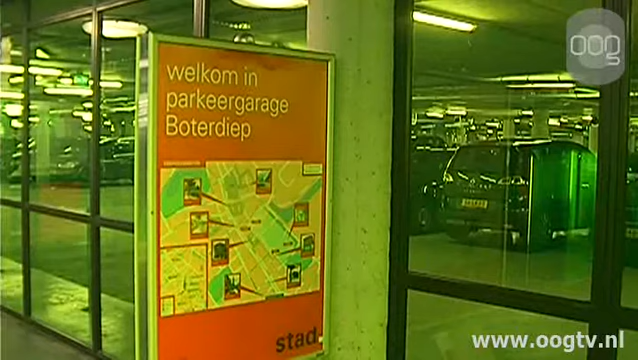 oog
welkom in
parkeergarage
Boterdiep
stad
www.oogtv.nl